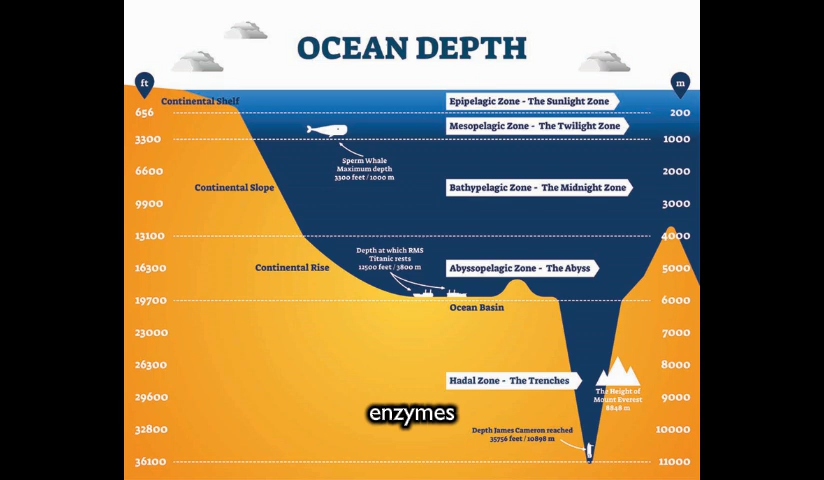 OCEAN DEPTH
ft
m
Continental Shelf
Epipelagic Zone - The Sunlight Zone
656
200
Mesopelagic Zone - The Twilight Zone
3300
1000
Sperm Whale
Maximum depth
3300 feet / 1000 m
6600
2000
Continental Slope
Bathypelagic Zone - The Midnight Zone
9900
3000
13100
4000
Depth at which RMS
Titanic rests
12500 feet / 3800 m
16300
Continental Rise
Abyssopelagic Zone - The Abyss
5000
19700
6000
Ocean Basin
23000
7000
26300
8000
Hadal Zone - The Trenches
The Height of
Mount Everest
8848 m
29600
9000
enzymes
32800
Depth James Cameron reached
35756 feet / 10898 m
10000
36100
11000